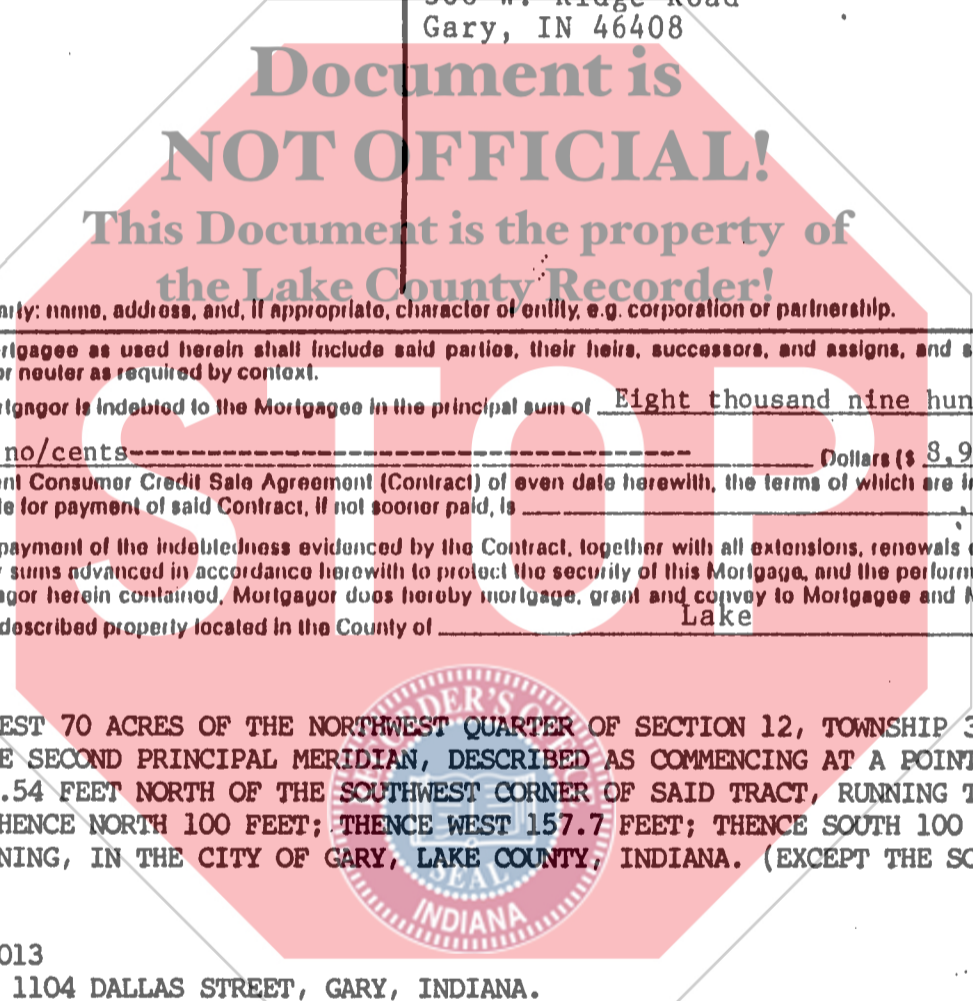 Gary, IN 46408
Document is
NOT OFFICIAL!
This Document is the property of
the Lake County Recorder!
arty: name, address, and, if appropriate, character of entity, e.g. corporation or partnership.
rtgagee as used herein shall include said parties, their heirs, successors, and assigns, and s
or neuter as required by context.
rtgagor is indebted to the Mortgagee in the principal sum of Eight thousand nine hun
no/cents---------------------------------- Dollars ($ 8,9
nt Consumer Credit Sale Agreement (Contract) of even date herewith, the terms of which are in
e for payment of said Contract, if not sooner paid, is
STOP
payment of the indebtedness evidenced by the Contract, together with all extensions, renewals
sums advanced in accordance herewith to protect the security of this Mortgage, and the perform
agor herein contained, Mortgagor does hereby mortgage, grant and convey to Mortgagee and M
described property located in the County of Lake
EST 70 ACRES OF THE NORTHWEST QUARTER OF SECTION 12, TOWNSHIP 3
E SECOND PRINCIPAL MERIDIAN, DESCRIBED AS COMMENCING AT A POINT
.54 FEET NORTH OF THE SOUTHWEST CORNER OF SAID TRACT, RUNNING T
HENCE NORTH 100 FEET; THENCE WEST 157.7 FEET; THENCE SOUTH 100
NING, IN THE CITY OF GARY, LAKE COUNTY, INDIANA. (EXCEPT THE SO
SEAL
INDIANA
013
1104 DALLAS STREET, GARY, INDIANA.